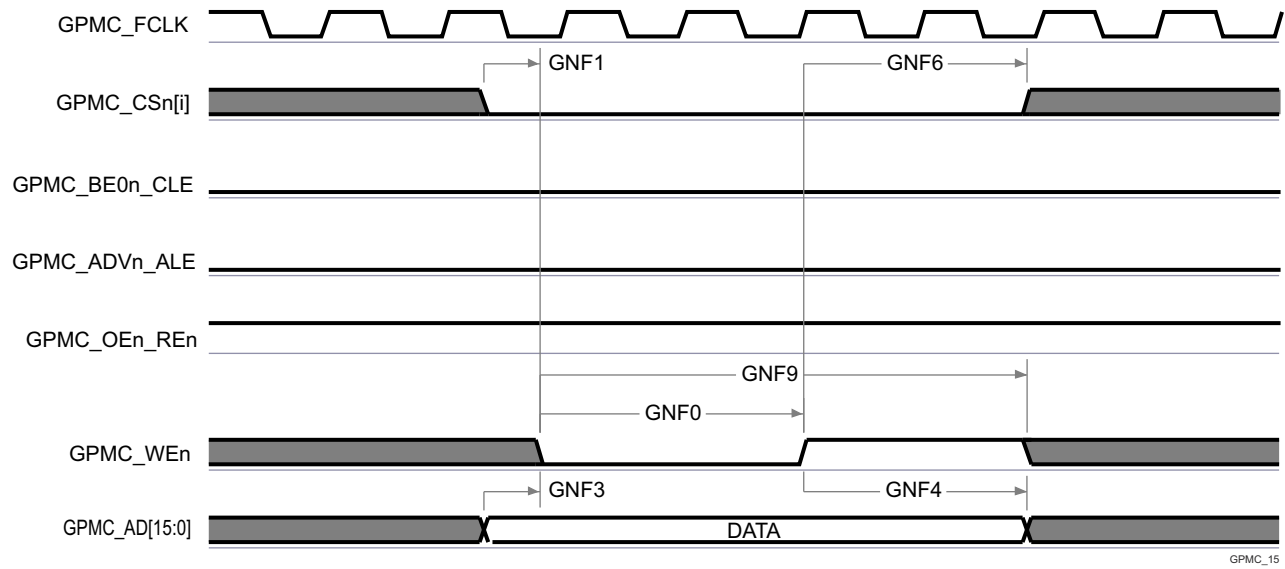 GPMC_FCLK
GNF1
GNF6
GPMC_CSn[i]
GPMC_BE0n_CLE
GPMC_ADVn_ALE
GPMC_OEn_REn
GNF9
GNF0
GPMC_WEn
GNF3
GNF4
GPMC_AD[15:0]
DATA
GPMC_15